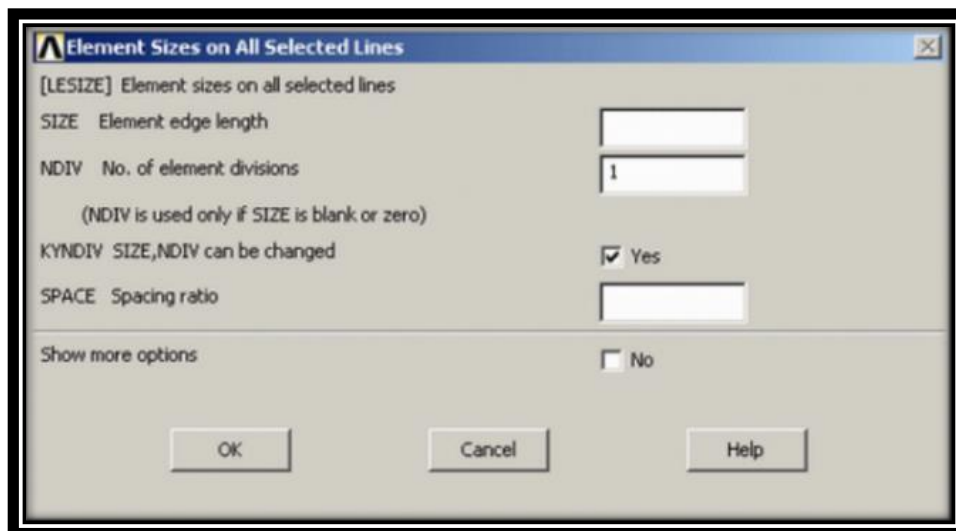 Element Sizes on All Selected Lines
[LESIZE] Element sizes on all selected lines
SIZE Element edge length
NDIV No. of element divisions 1
(NDIV is used only if SIZE is blank or zero)
KYNDIV SIZE,NDIV can be changed Yes
SPACE Spacing ratio
Show more options No
OK Cancel Help